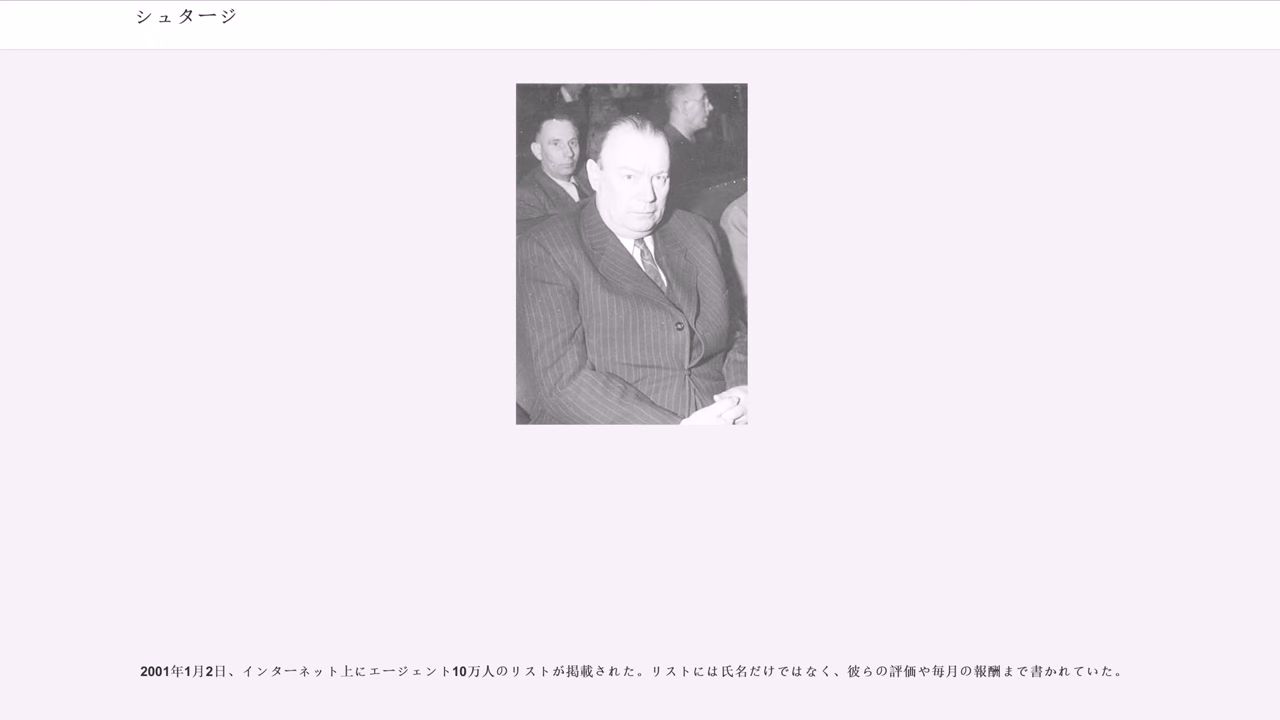 シュタージ
2001年1月2日、インターネット上にエージェント10万人のリストが掲載された。リストには氏名だけではなく、彼らの評価や毎月の報酬まで書かれていた。